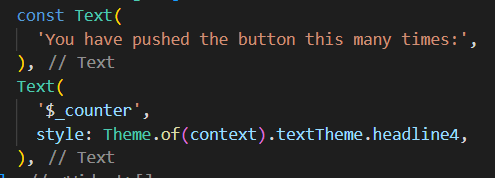 const Text(
'You have pushed the button this many times:',
), // Text
Text(
'$_counter',
style: Theme.of(context).textTheme.headline4,
), // Text